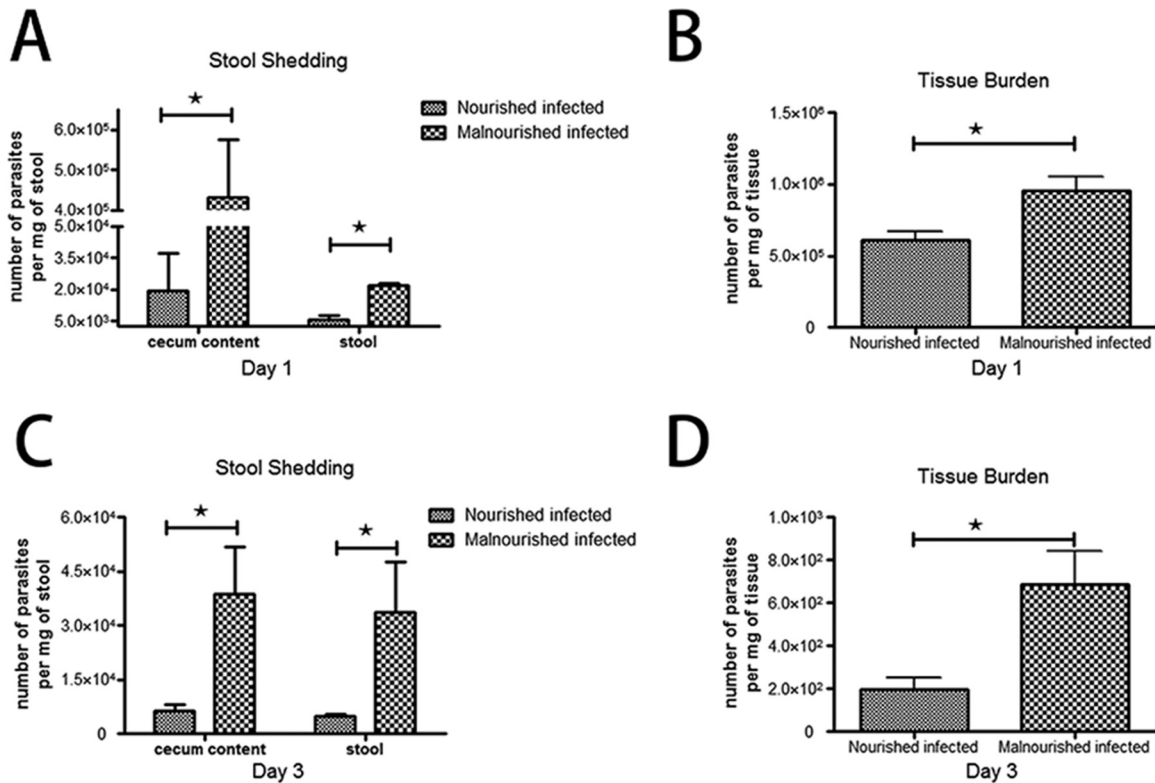 A
Stool Shedding
★
★
Nourished infected
Malnourished infected
number of parasites
per mg of stool
6.0×10⁵
5.0×10⁵
4.0×10⁵
5.0×10⁴
3.5×10⁴
2.0×10⁴
5.0×10³
cecum content
stool
Day 1
B
Tissue Burden
★
number of parasites
per mg of tissue
1.5×10⁶
1.0×10⁶
5.0×10⁵
0
Nourished infected
Malnourished infected
Day 1
C
Stool Shedding
★
★
Nourished infected
Malnourished infected
number of parasites
per mg of stool
6.0×10⁴
4.5×10⁴
3.0×10⁴
1.5×10⁴
0
cecum content
stool
Day 3
D
Tissue Burden
★
number of parasites
per mg of tissue
1.0×10³
8.0×10²
6.0×10²
4.0×10²
2.0×10²
0
Nourished infected
Malnourished infected
Day 3